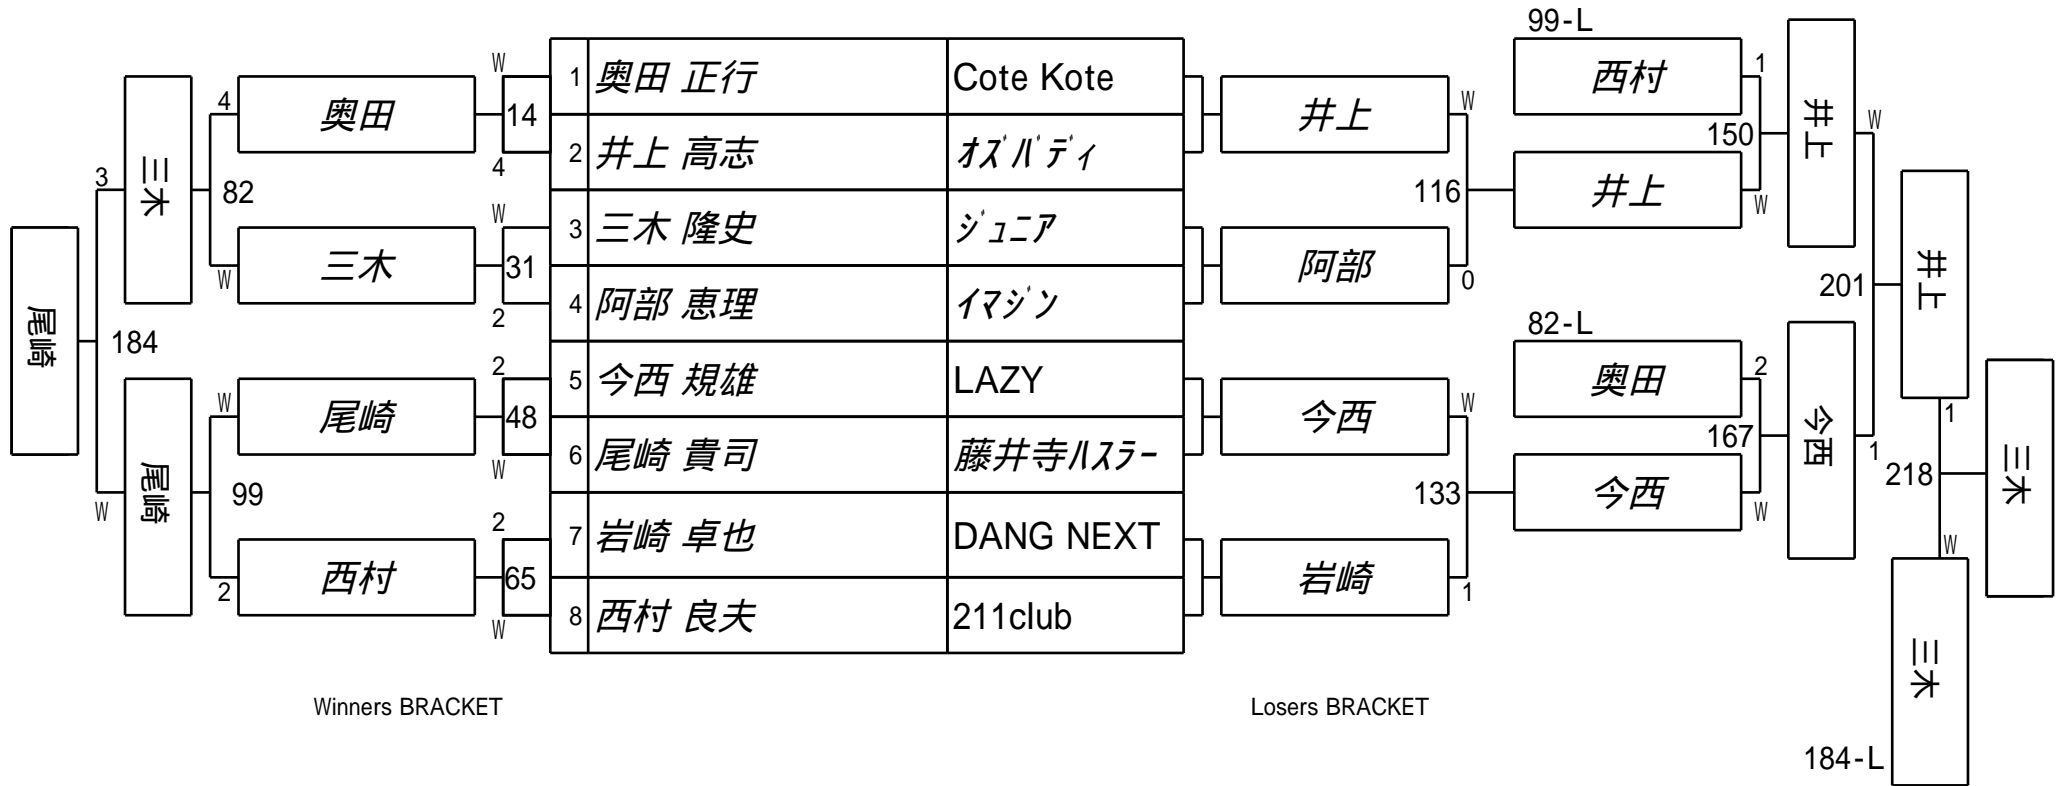 99-L
W
1 奥田 正行 Cote Kote
4 奥田 14
井上 W
西村 1
2 井上 高志 オズバディ
4
3 三木 82
116
150 井上 W
井上 W
W
3 三木 隆史 ジュニア
W 三木 31
阿部 0
4 阿部 恵理 イマジン
2
201 井上
尾崎 184
82-L
2
5 今西 規雄 LAZY
W 尾崎 48
今西 W
奥田 2
6 尾崎 貴司 藤井寺ハスラー
W
167 今西 1
1
218 三木
W 尾崎 99
133
今西 W
2
7 岩崎 卓也 DANG NEXT
2 西村 65
岩崎 1
W
8 西村 良夫 211club
W
三木
184-L
Winners BRACKET
Losers BRACKET